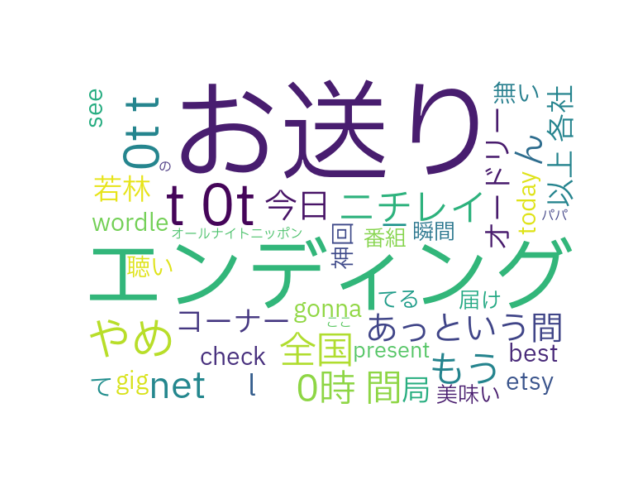 お送り
エンディング
see
Ot t
の
無い
各社
以上
オードリー
ん
today
パパ
若林
t Ot
今日
ニチレイ
wordle
オールナイトニッポン
神回
番組
瞬間
聴い
てる
届け
gonna
ここ
コーナー
あっという間
やめ
check
全国
present
もう
best
て
gig
net
l
0時間
局
美味い
etsy
ー